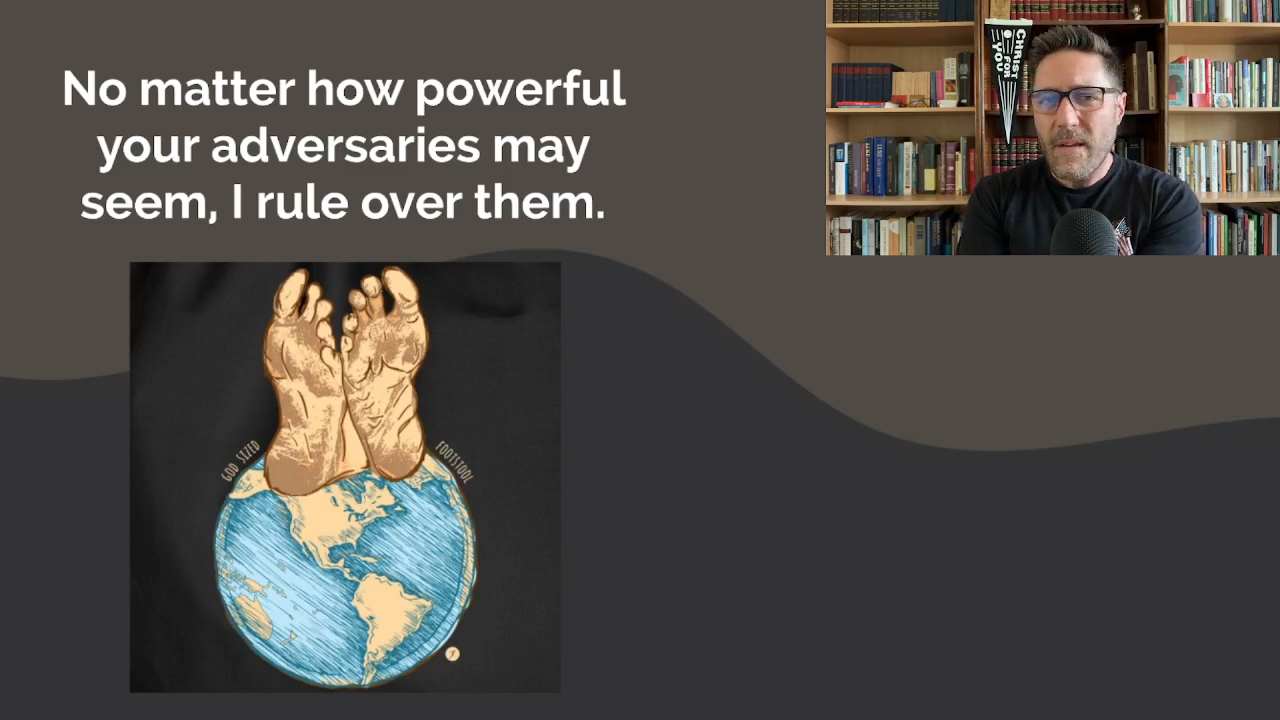 No matter how powerful
your adversaries may
seem, I rule over them.
GOD SIZED
FOOTSTOOL
CHRIST
FOR
YOU